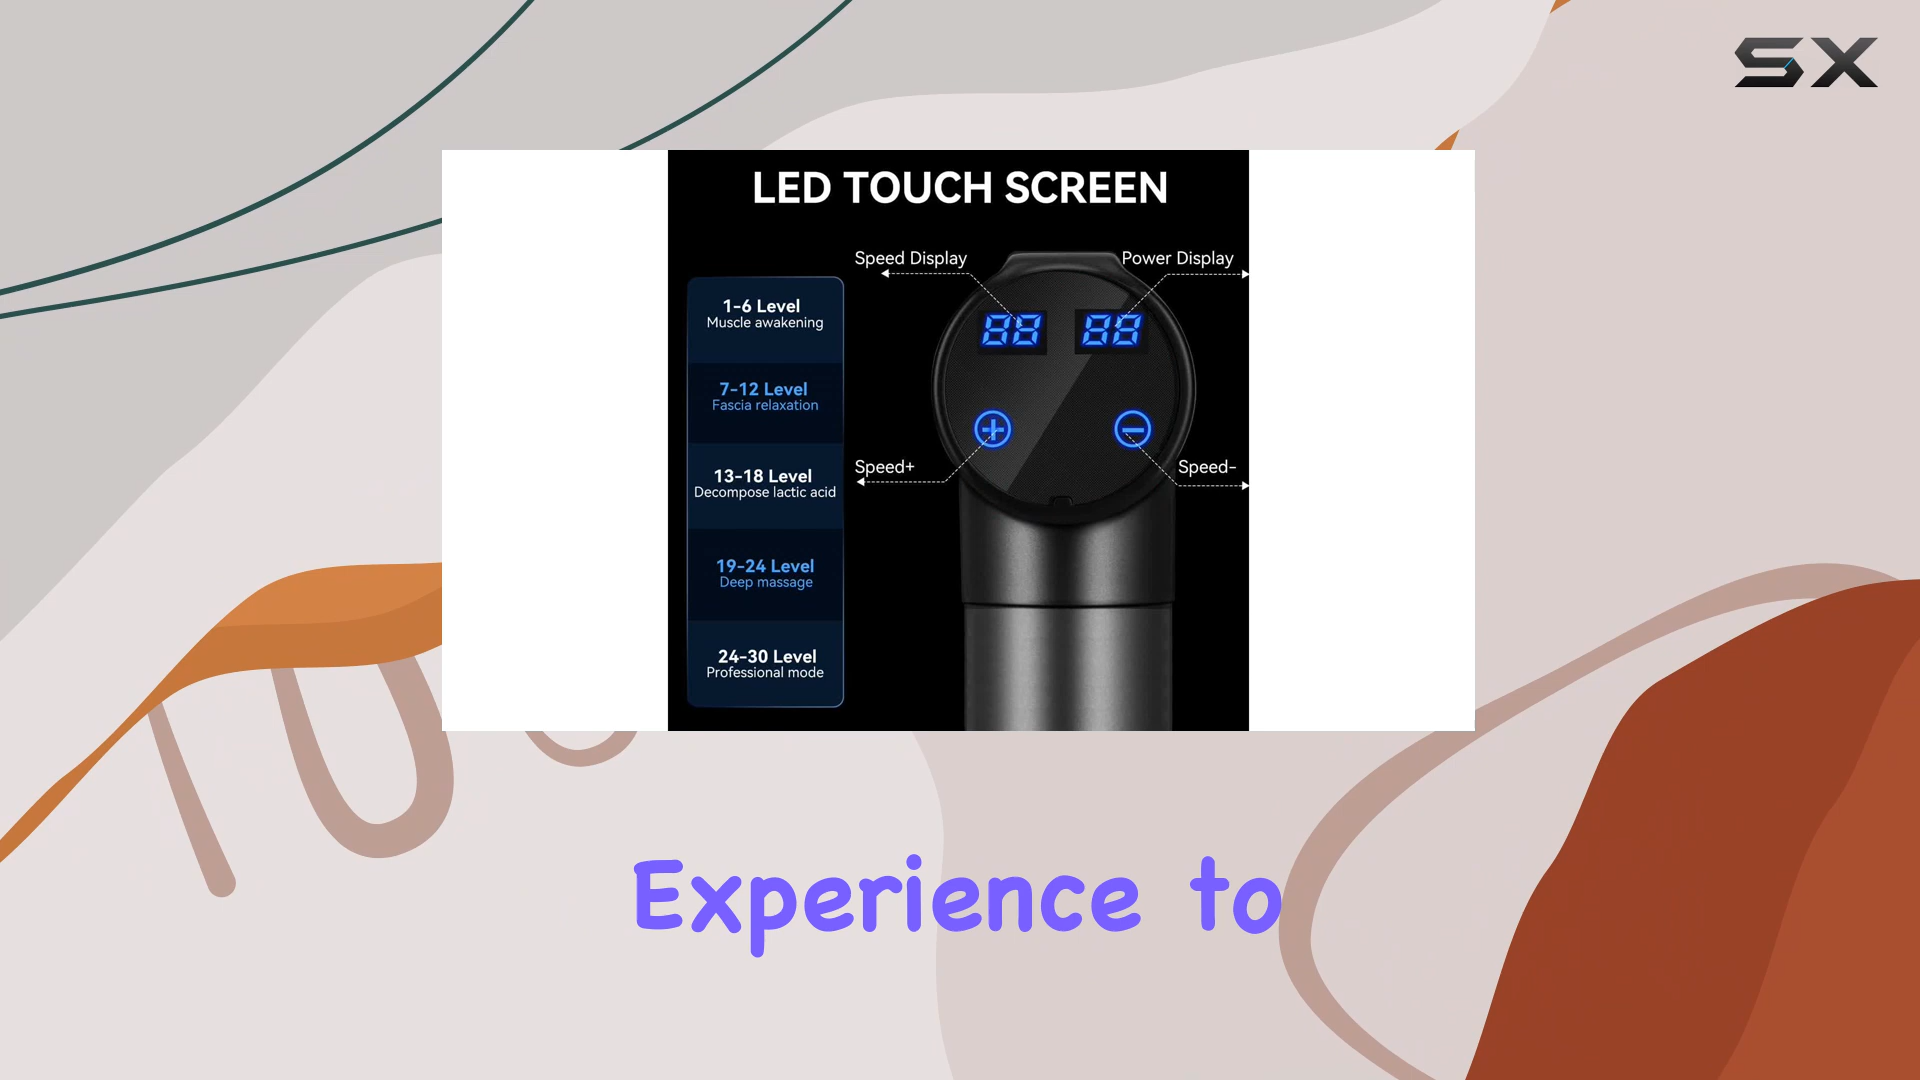 SX
LED TOUCH SCREEN
Speed Display
Power Display
1-6 Level
Muscle awakening
88
88
7-12 Level
Fascia relaxation
Speed+
Speed-
13-18 Level
Decompose lactic acid
19-24 Level
Deep massage
24-30 Level
Professional mode
Experience to